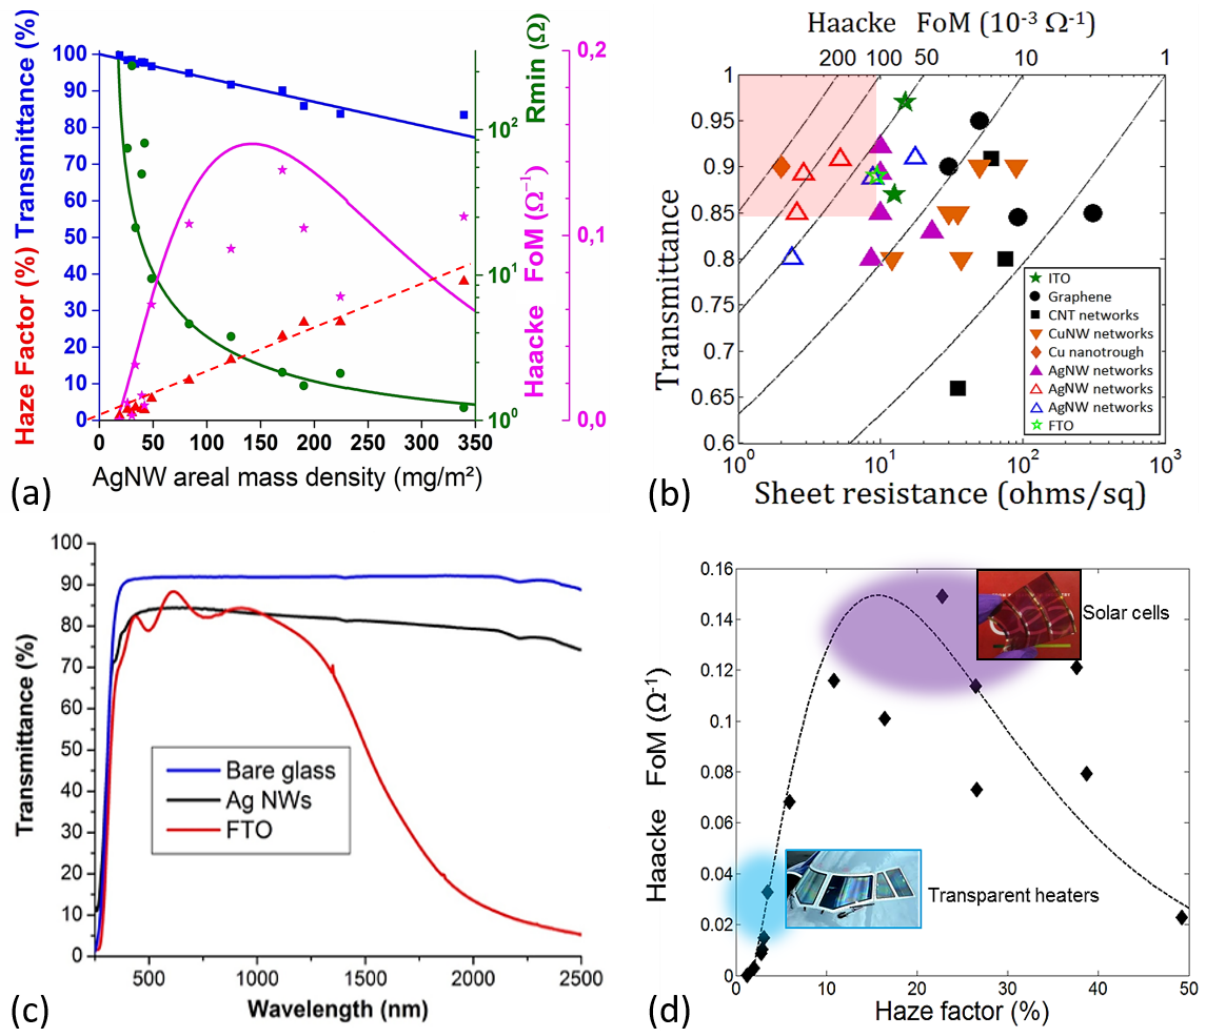 Haze Factor (%) Transmittance (%)
100
90
80
70
60
50
40
30
20
10
0
0
50
100
150
200
250
300
350
AgNW areal mass density (mg/m²)
10²
10¹
10⁰
Rmin (Ω)
Haacke FoM (Ω⁻¹)
0,2
0,1
0,0
(a)
Haacke FoM (10⁻³ Ω⁻¹)
200
100
50
10
1
Transmittance
1
0.95
0.9
0.85
0.8
0.75
0.7
0.65
0.6
10⁰
10¹
10²
10³
Sheet resistance (ohms/sq)
ITO
Graphene
CNT networks
CuNW networks
Cu nanotrough
AgNW networks
AgNW networks
AgNW networks
FTO
(b)
Transmittance (%)
100
90
80
70
60
50
40
30
20
10
0
500
1000
1500
2000
2500
Wavelength (nm)
Bare glass
Ag NWs
FTO
(c)
Haacke FoM (Ω⁻¹)
0.16
0.14
0.12
0.1
0.08
0.06
0.04
0.02
0
0
10
20
30
40
50
Haze factor (%)
Solar cells
Transparent heaters
(d)